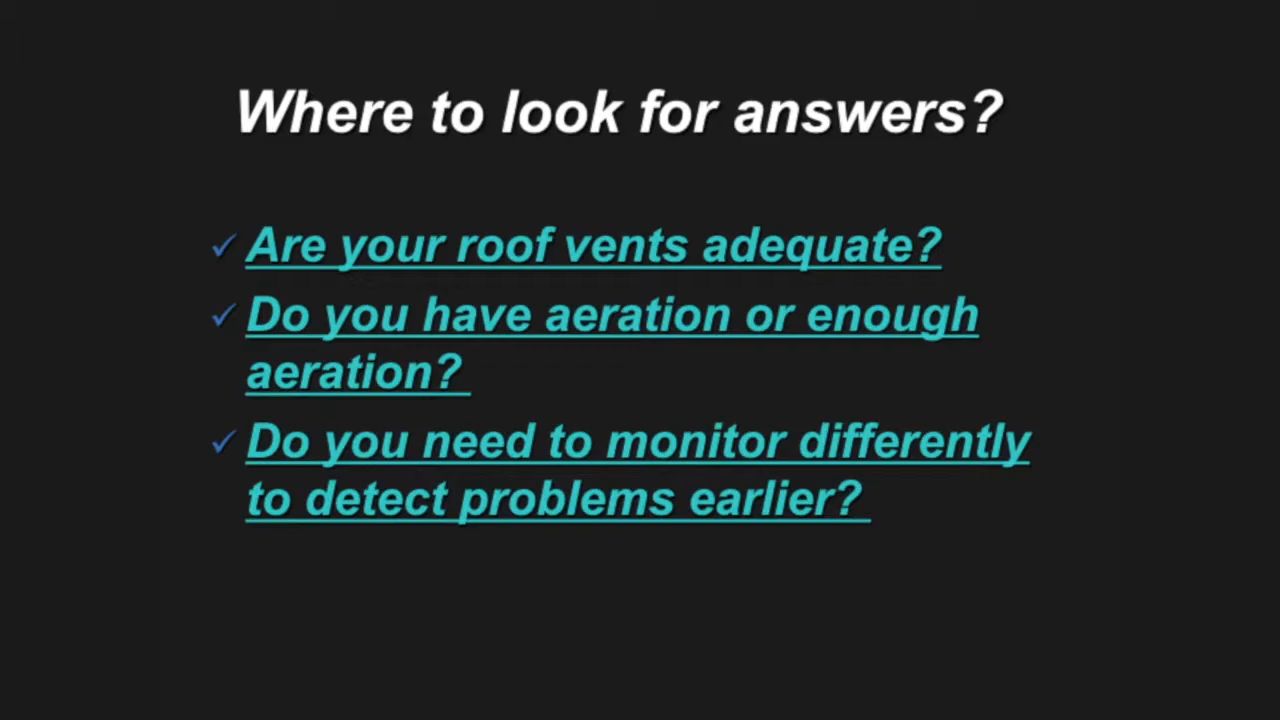 Where to look for answers?
✓ Are your roof vents adequate?
✓ Do you have aeration or enough
aeration?
✓ Do you need to monitor differently
to detect problems earlier?